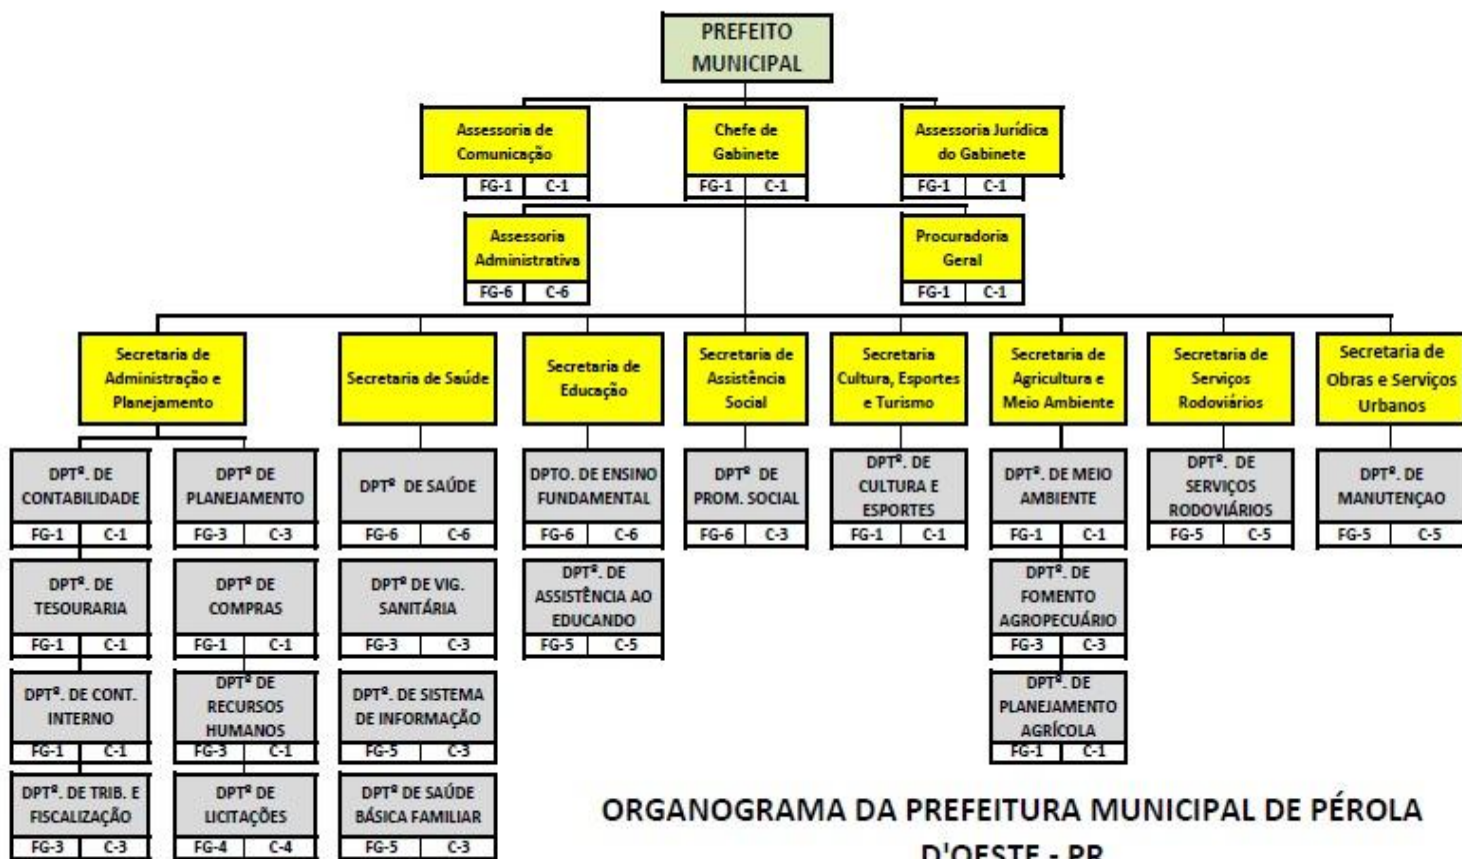 PREFEITO
MUNICIPAL
Assessoria de
Comunicação
FG-1 C-1
Chefe de
Gabinete
FG-1 C-1
Assessoria Jurídica
do Gabinete
FG-1 C-1
Assessoria
Administrativa
FG-6 C-6
Procuradoria
Geral
FG-1 C-1
Secretaria de
Administração e
Planejamento
Secretaria de Saúde
Secretaria de
Educação
Secretaria de
Assistência
Social
Secretaria
Cultura, Esportes
e Turismo
Secretaria de
Agricultura e
Meio Ambiente
Secretaria de
Serviços
Rodoviários
Secretaria de
Obras e Serviços
Urbanos
DPTº. DE
CONTABILIDADE
FG-1 C-1
DPTº DE
PLANEJAMENTO
FG-3 C-3
DPTº DE SAÚDE
FG-6 C-6
DPTO. DE ENSINO
FUNDAMENTAL
FG-6 C-6
DPTº DE
PROM. SOCIAL
FG-6 C-3
DPTº. DE
CULTURA E
ESPORTES
FG-1 C-1
DPTº. DE MEIO
AMBIENTE
FG-1 C-1
DPTº. DE
SERVIÇOS
RODOVIÁRIOS
FG-5 C-5
DPTº. DE
MANUTENÇAO
FG-5 C-5
DPTº. DE
TESOURARIA
FG-1 C-1
DPTº DE
COMPRAS
FG-1 C-1
DPTº DE VIG.
SANITÁRIA
FG-3 C-3
DPTº. DE
ASSISTÊNCIA AO
EDUCANDO
FG-5 C-5
DPTº. DE
FOMENTO
AGROPECUÁRIO
FG-3 C-3
DPTº. DE CONT.
INTERNO
FG-1 C-1
DPTº DE
RECURSOS
HUMANOS
FG-3 C-1
DPTº. DE SISTEMA
DE INFORMAÇÃO
FG-5 C-3
DPTº. DE
PLANEJAMENTO
AGRÍCOLA
FG-1 C-1
DPTº. DE TRIB. E
FISCALIZAÇÃO
FG-3 C-3
DPTº DE
LICITAÇÕES
FG-4 C-4
DPTº DE SAÚDE
BÁSICA FAMILIAR
FG-5 C-3
ORGANOGRAMA DA PREFEITURA MUNICIPAL DE PÉROLA
D'OESTE - PR